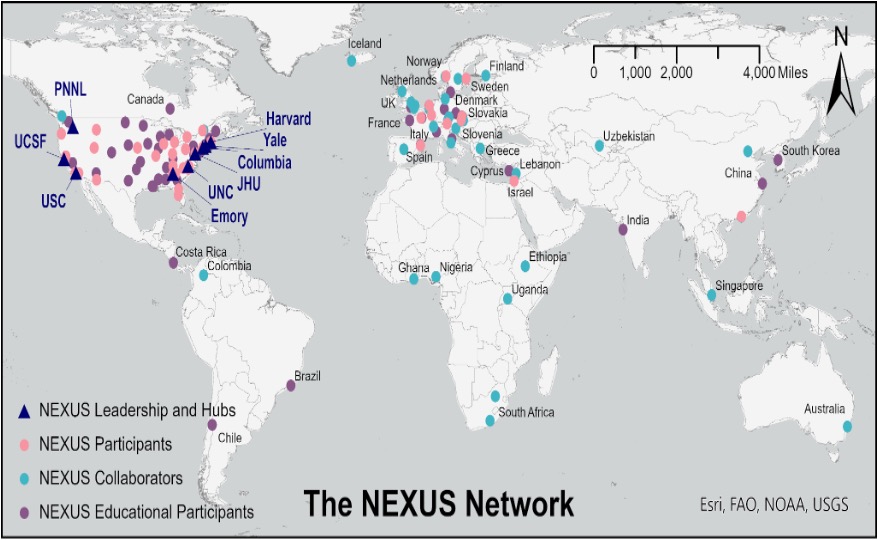 Iceland
Norway
Finland
N
0 1,000 2,000 4,000 Miles
Netherlands
Sweden
PNNL
Canada
UK
Denmark
Slovakia
Harvard
France
Italy
Slovenia
Uzbekistan
UCSF
Yale
South Korea
Columbia
Spain
Greece
Lebanon
China
JHU
Cyprus
USC
UNC
Israel
Emory
India
Costa Rica
Colombia
Ghana
Nigeria
Ethiopia
Uganda
Singapore
Brazil
NEXUS Leadership and Hubs
South Africa
Australia
Chile
NEXUS Participants
NEXUS Collaborators
NEXUS Educational Participants
The NEXUS Network
Esri, FAO, NOAA, USGS